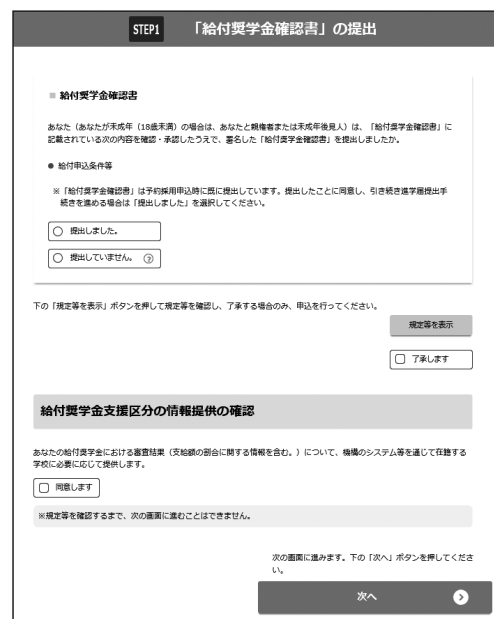 STEP1 「給付奨学金確認書」の提出
■ 給付奨学金確認書
あなた（あなたが未成年（18歳未満）の場合は、あなたと親権者または未成年後見人）は、「給付奨学金確認書」に
記載されている次の内容を確認・承認したうえで、署名した「給付奨学金確認書」を提出しましたか。
● 給付申込条件等
※「給付奨学金確認書」は予約採用申込時に既に提出しています。提出したことに同意し、引き続き進学届提出手
続きを進める場合は「提出しました」を選択してください。
提出しました。
提出していません。 ?
下の「規定等を表示」ボタンを押して規定等を確認し、了承する場合のみ、申込を行ってください。
規定等を表示
了承します
給付奨学金支援区分の情報提供の確認
あなたの給付奨学金における審査結果（支給額の割合に関する情報を含む。）について、機構のシステム等を通じて在籍する
学校に必要に応じて提供します。
同意します
※規定等を確認するまで、次の画面に進むことはできません。
次の画面に進みます。下の「次へ」ボタンを押してくださ
い。
次へ